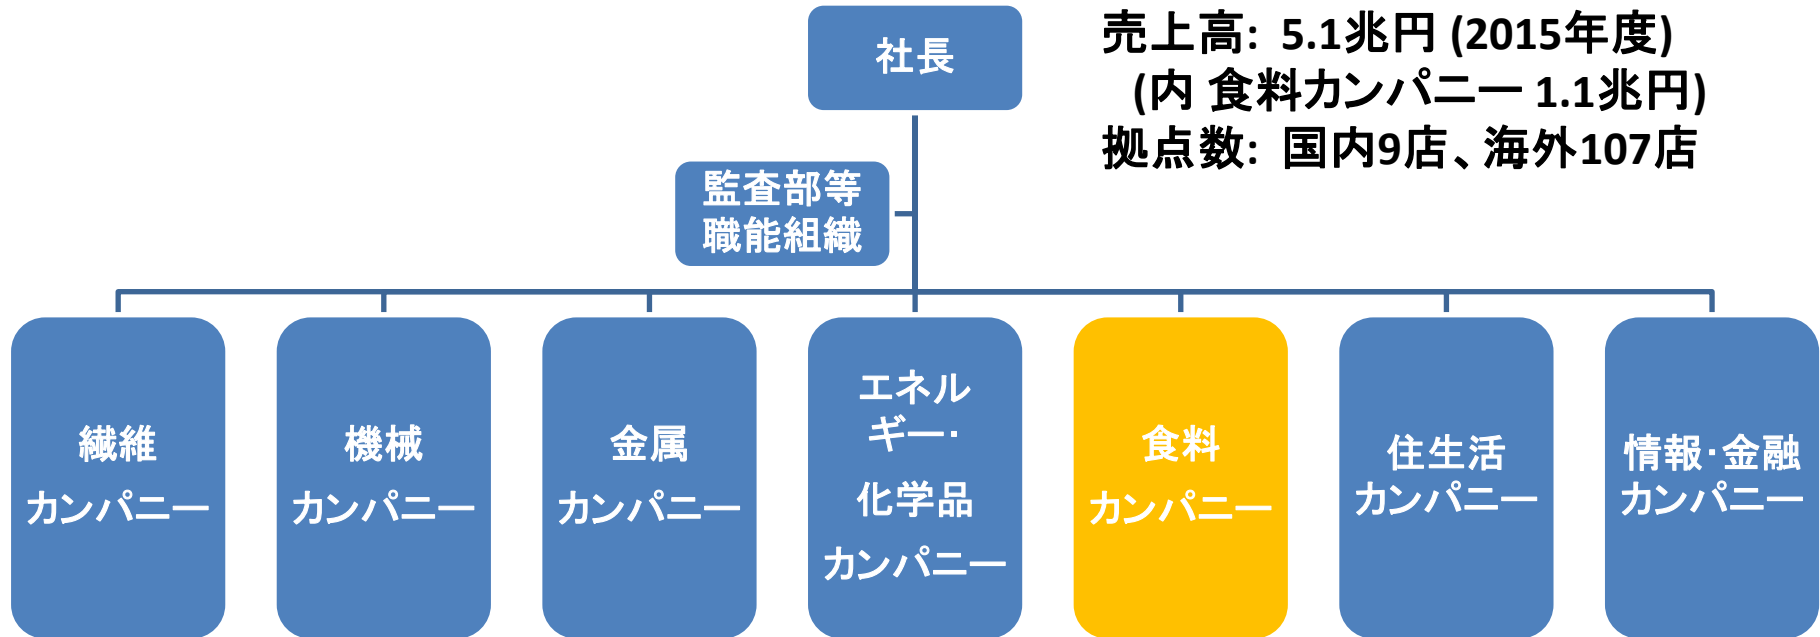 社長
売上高: 5.1兆円 (2015年度)
(内 食料カンパニー 1.1兆円)
拠点数: 国内9店、海外107店
監査部等
職能組織
繊維
カンパニー
機械
カンパニー
金属
カンパニー
エネル
ギー・
化学品
カンパニー
食料
カンパニー
住生活
カンパニー
情報・金融
カンパニー